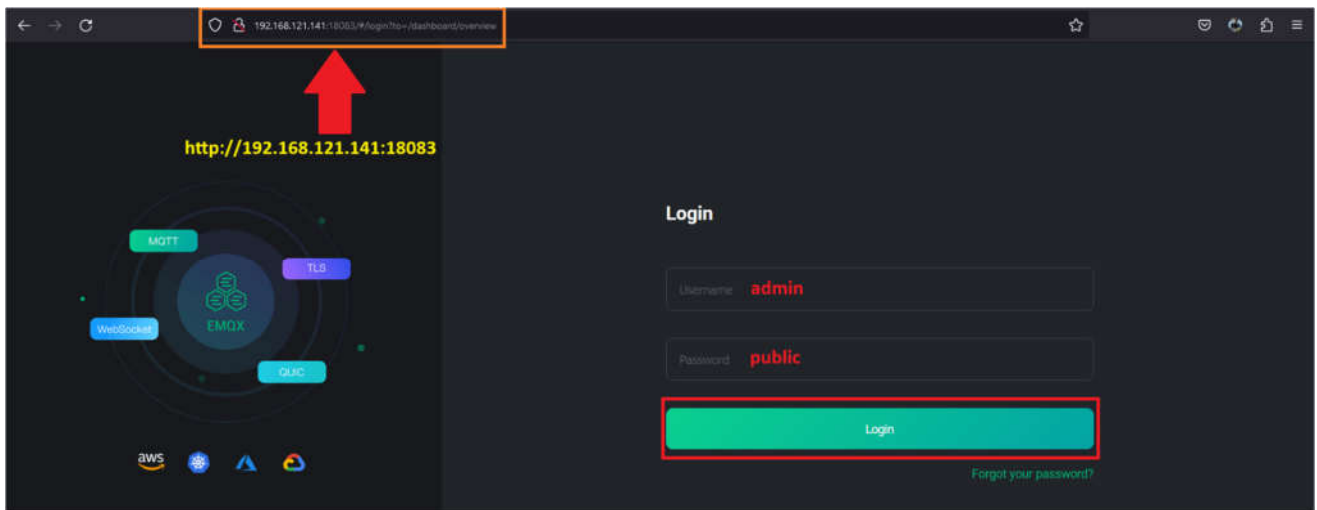 192.168.121.141:18083/#/login?to=/dashboard/overview
http://192.168.121.141:18083
MQTT
TLS
EMQX
WebSocket
QUIC
aws
Login
Username admin
Password public
Login
Forgot your password?